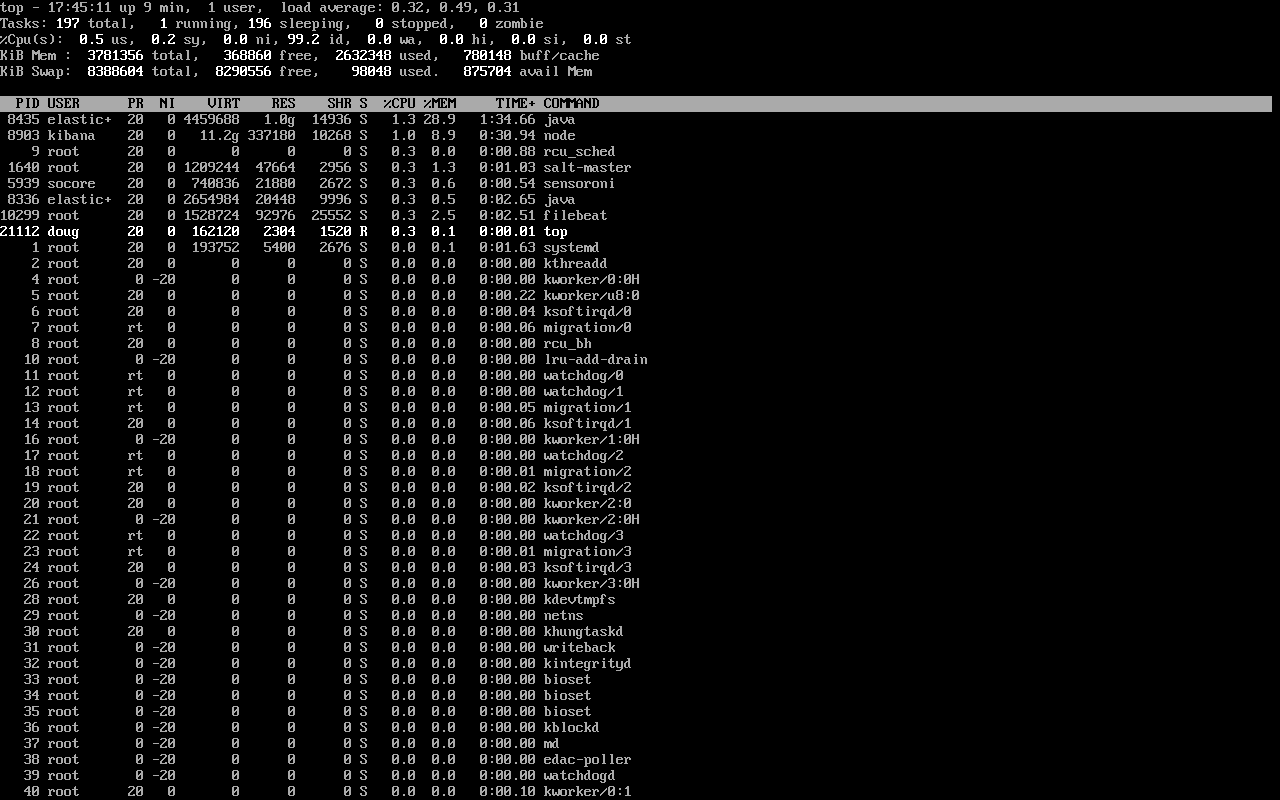 top - 17:45:11 up 9 min,  1 user,  load average: 0.32, 0.49, 0.31
Tasks: 197 total,   1 running, 196 sleeping,   0 stopped,   0 zombie
%Cpu(s):  0.5 us,  0.2 sy,  0.0 ni, 99.2 id,  0.0 wa,  0.0 hi,  0.0 si,  0.0 st
KiB Mem :  3781356 total,   368860 free,  2632348 used,   780148 buff/cache
KiB Swap:  8388604 total,  8290556 free,    98048 used.   875704 avail Mem
PID USER      PR  NI    VIRT    RES    SHR S  %CPU %MEM     TIME+ COMMAND
8435 elastic+  20   0 4459688   1.0g  14936 S   1.3 28.9   1:34.66 java
8903 kibana    20   0   11.2g 337180  10268 S   1.0  8.9   0:30.94 node
9 root      20   0       0      0      0 S   0.3  0.0   0:00.88 rcu_sched
1640 root      20   0 1209244  47664   2956 S   0.3  1.3   0:01.03 salt-master
5939 socore    20   0  740836  21880   2672 S   0.3  0.6   0:00.54 sensoroni
8336 elastic+  20   0 2654984  20448   9996 S   0.3  0.5   0:02.65 java
10299 root      20   0 1528724  92976  25552 S   0.3  2.5   0:02.51 filebeat
21112 doug      20   0  162120   2304   1520 R   0.3  0.1   0:00.01 top
1 root      20   0  193752   5400   2676 S   0.0  0.1   0:01.63 systemd
2 root      20   0       0      0      0 S   0.0  0.0   0:00.00 kthreadd
4 root       0 -20       0      0      0 S   0.0  0.0   0:00.00 kworker/0:0H
5 root      20   0       0      0      0 S   0.0  0.0   0:00.22 kworker/u8:0
6 root      20   0       0      0      0 S   0.0  0.0   0:00.04 ksoftirqd/0
7 root      rt   0       0      0      0 S   0.0  0.0   0:00.06 migration/0
8 root      20   0       0      0      0 S   0.0  0.0   0:00.00 rcu_bh
10 root       0 -20       0      0      0 S   0.0  0.0   0:00.00 lru-add-drain
11 root      rt   0       0      0      0 S   0.0  0.0   0:00.00 watchdog/0
12 root      rt   0       0      0      0 S   0.0  0.0   0:00.00 watchdog/1
13 root      rt   0       0      0      0 S   0.0  0.0   0:00.05 migration/1
14 root      20   0       0      0      0 S   0.0  0.0   0:00.06 ksoftirqd/1
16 root       0 -20       0      0      0 S   0.0  0.0   0:00.00 kworker/1:0H
17 root      rt   0       0      0      0 S   0.0  0.0   0:00.00 watchdog/2
18 root      rt   0       0      0      0 S   0.0  0.0   0:00.01 migration/2
19 root      20   0       0      0      0 S   0.0  0.0   0:00.02 ksoftirqd/2
20 root      20   0       0      0      0 S   0.0  0.0   0:00.00 kworker/2:0
21 root       0 -20       0      0      0 S   0.0  0.0   0:00.00 kworker/2:0H
22 root      rt   0       0      0      0 S   0.0  0.0   0:00.00 watchdog/3
23 root      rt   0       0      0      0 S   0.0  0.0   0:00.01 migration/3
24 root      20   0       0      0      0 S   0.0  0.0   0:00.03 ksoftirqd/3
26 root       0 -20       0      0      0 S   0.0  0.0   0:00.00 kworker/3:0H
28 root      20   0       0      0      0 S   0.0  0.0   0:00.00 kdevtmpfs
29 root       0 -20       0      0      0 S   0.0  0.0   0:00.00 netns
30 root      20   0       0      0      0 S   0.0  0.0   0:00.00 khungtaskd
31 root       0 -20       0      0      0 S   0.0  0.0   0:00.00 writeback
32 root       0 -20       0      0      0 S   0.0  0.0   0:00.00 kintegrityd
33 root       0 -20       0      0      0 S   0.0  0.0   0:00.00 bioset
34 root       0 -20       0      0      0 S   0.0  0.0   0:00.00 bioset
35 root       0 -20       0      0      0 S   0.0  0.0   0:00.00 bioset
36 root       0 -20       0      0      0 S   0.0  0.0   0:00.00 kblockd
37 root       0 -20       0      0      0 S   0.0  0.0   0:00.00 md
38 root       0 -20       0      0      0 S   0.0  0.0   0:00.00 edac-poller
39 root       0 -20       0      0      0 S   0.0  0.0   0:00.00 watchdogd
40 root      20   0       0      0      0 S   0.0  0.0   0:00.10 kworker/0:1